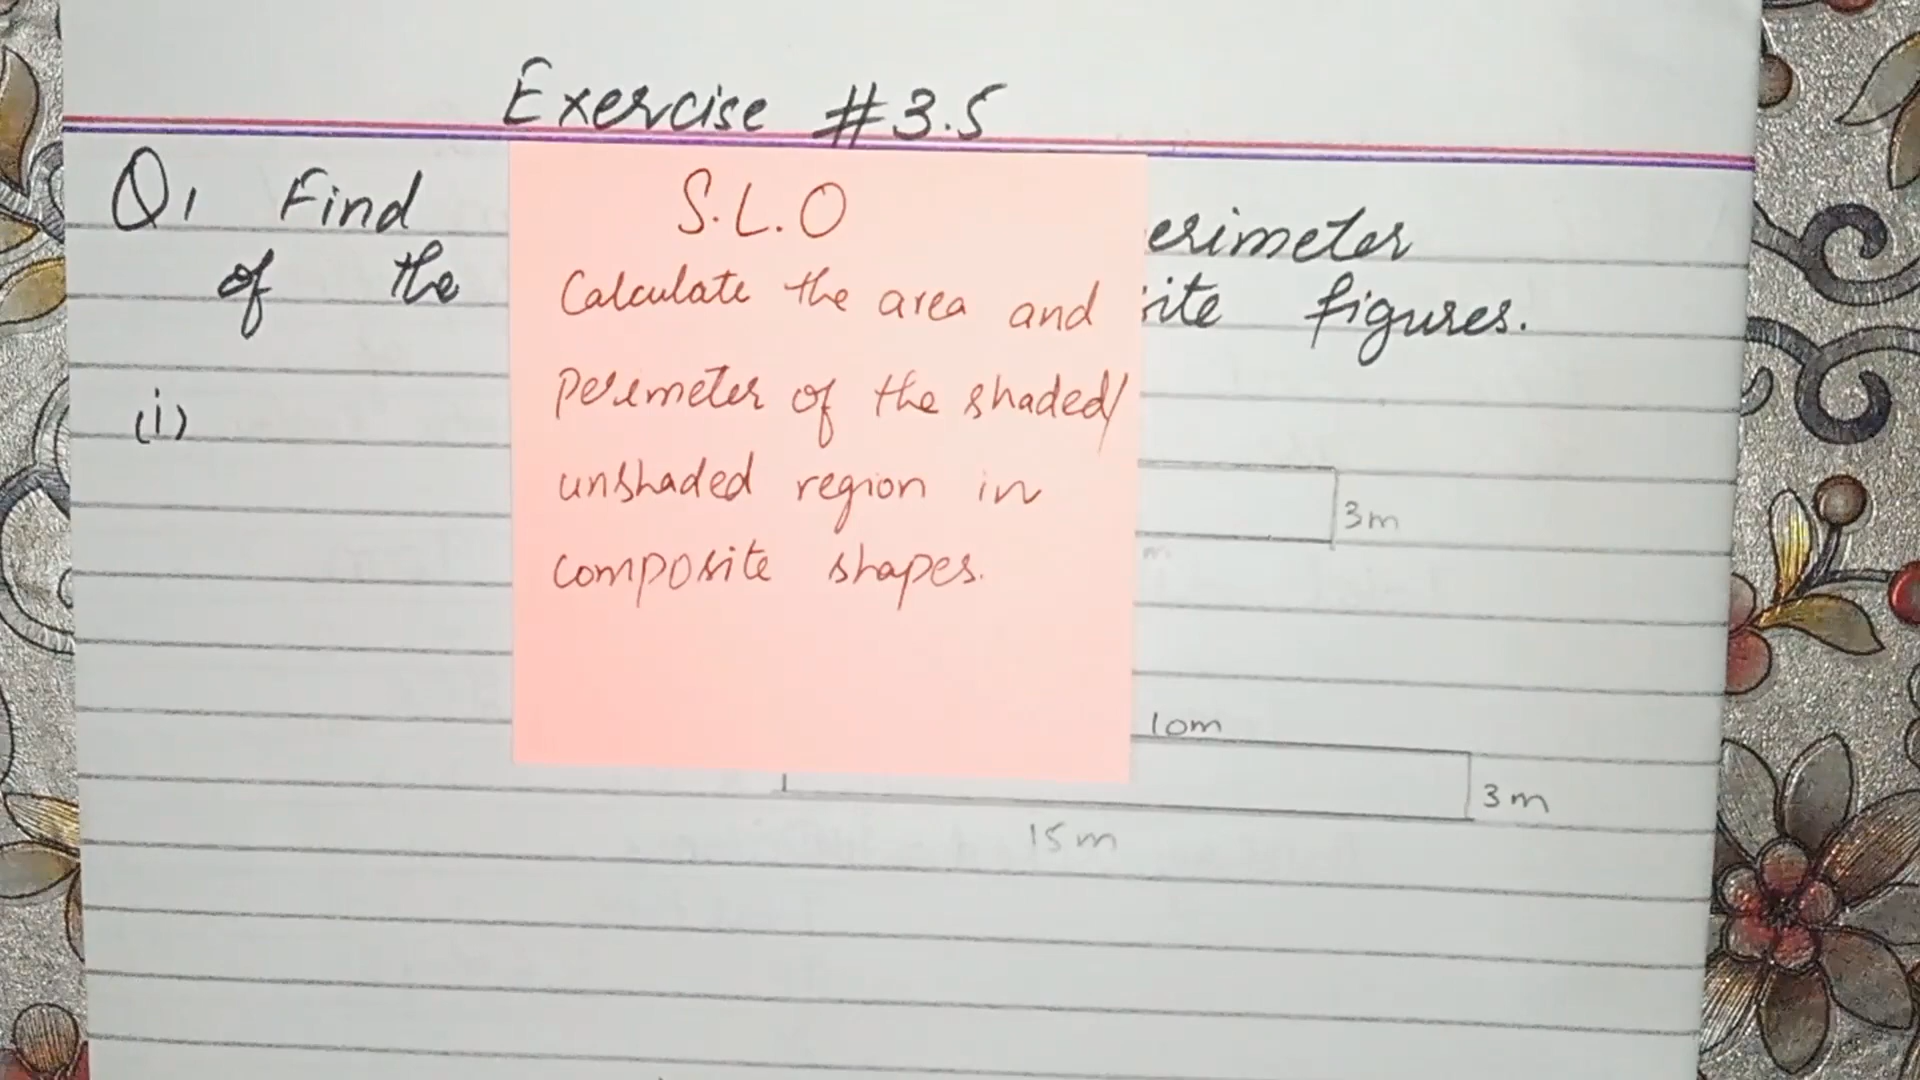 Exercise #3.5
Q1 Find erimeter
of the site figures.
S.L.O
Calculate the area and
perimeter of the shaded/
unshaded region in
composite shapes.
(i)
3m
m
10m
3m
15m